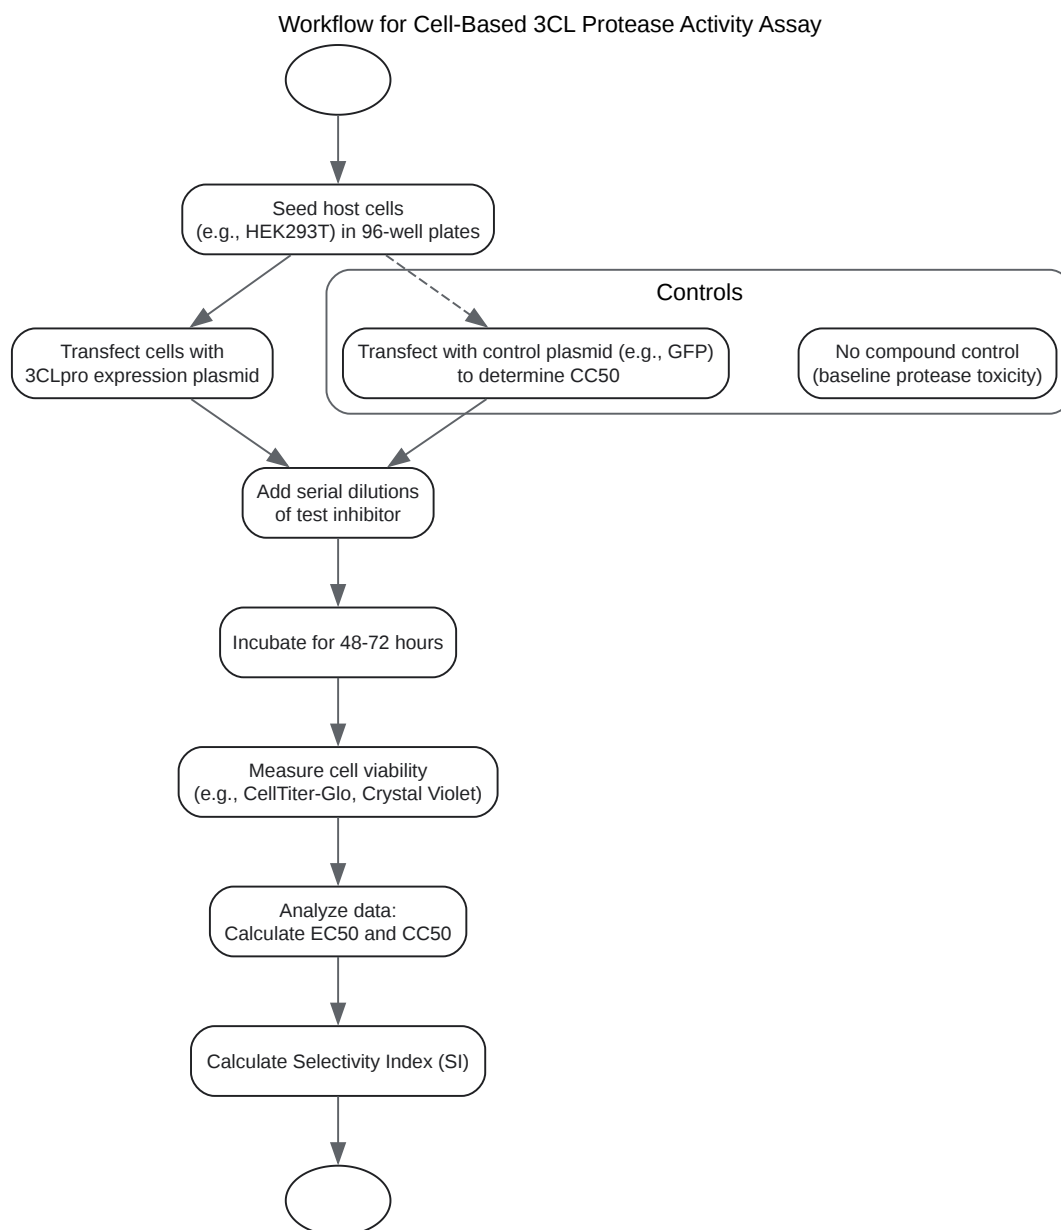 Workflow for Cell-Based 3CL Protease Activity Assay
Seed host cells
(e.g., HEK293T) in 96-well plates
Controls
Transfect cells with
3CLpro expression plasmid
Transfect with control plasmid (e.g., GFP)
to determine CC50
No compound control
(baseline protease toxicity)
Add serial dilutions
of test inhibitor
Incubate for 48-72 hours
Measure cell viability
(e.g., CellTiter-Glo, Crystal Violet)
Analyze data:
Calculate EC50 and CC50
Calculate Selectivity Index (SI)